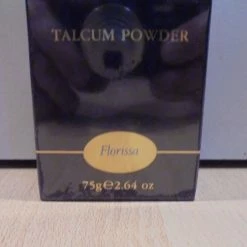 TALCUM POWDER
Florissa
75g℮2.64 oz